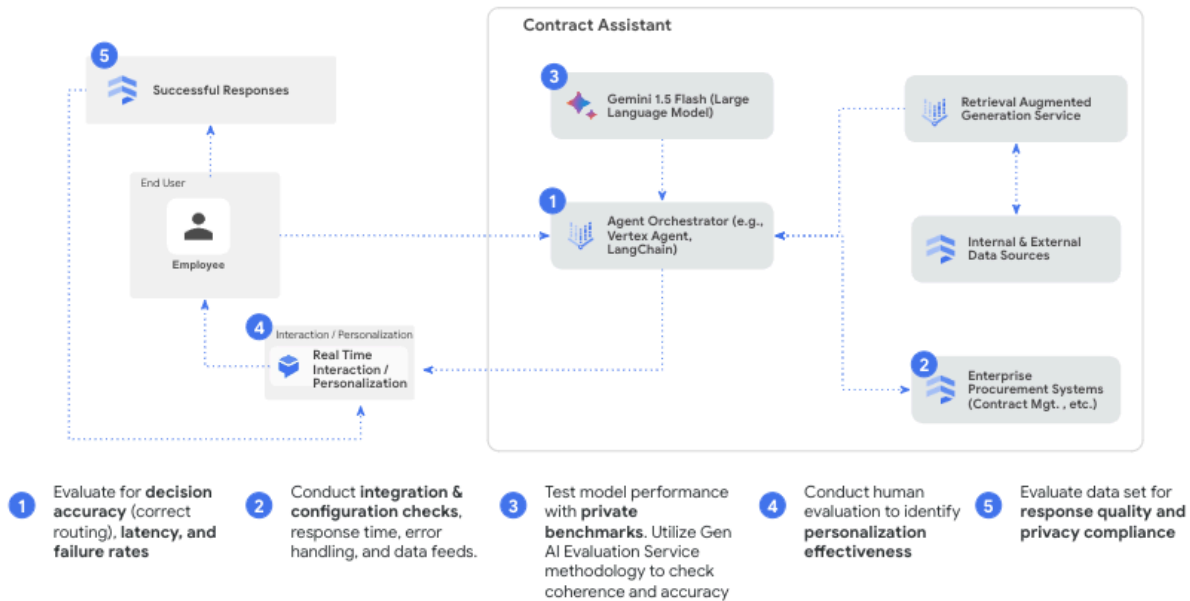 Contract Assistant
5
Successful Responses
3
Gemini 1.5 Flash (Large
Language Model)
Retrieval Augmented
Generation Service
End User
Employee
1
Agent Orchestrator (e.g.,
Vertex Agent,
LangChain)
Internal & External
Data Sources
4
Interaction / Personalization
Real Time
Interaction /
Personalization
2
Enterprise
Procurement Systems
(Contract Mgt. , etc.)
1
Evaluate for decision
accuracy (correct
routing), latency, and
failure rates
2
Conduct integration &
configuration checks,
response time, error
handling, and data feeds.
3
Test model performance
with private
benchmarks. Utilize Gen
AI Evaluation Service
methodology to check
coherence and accuracy
4
Conduct human
evaluation to identify
personalization
effectiveness
5
Evaluate data set for
response quality and
privacy compliance